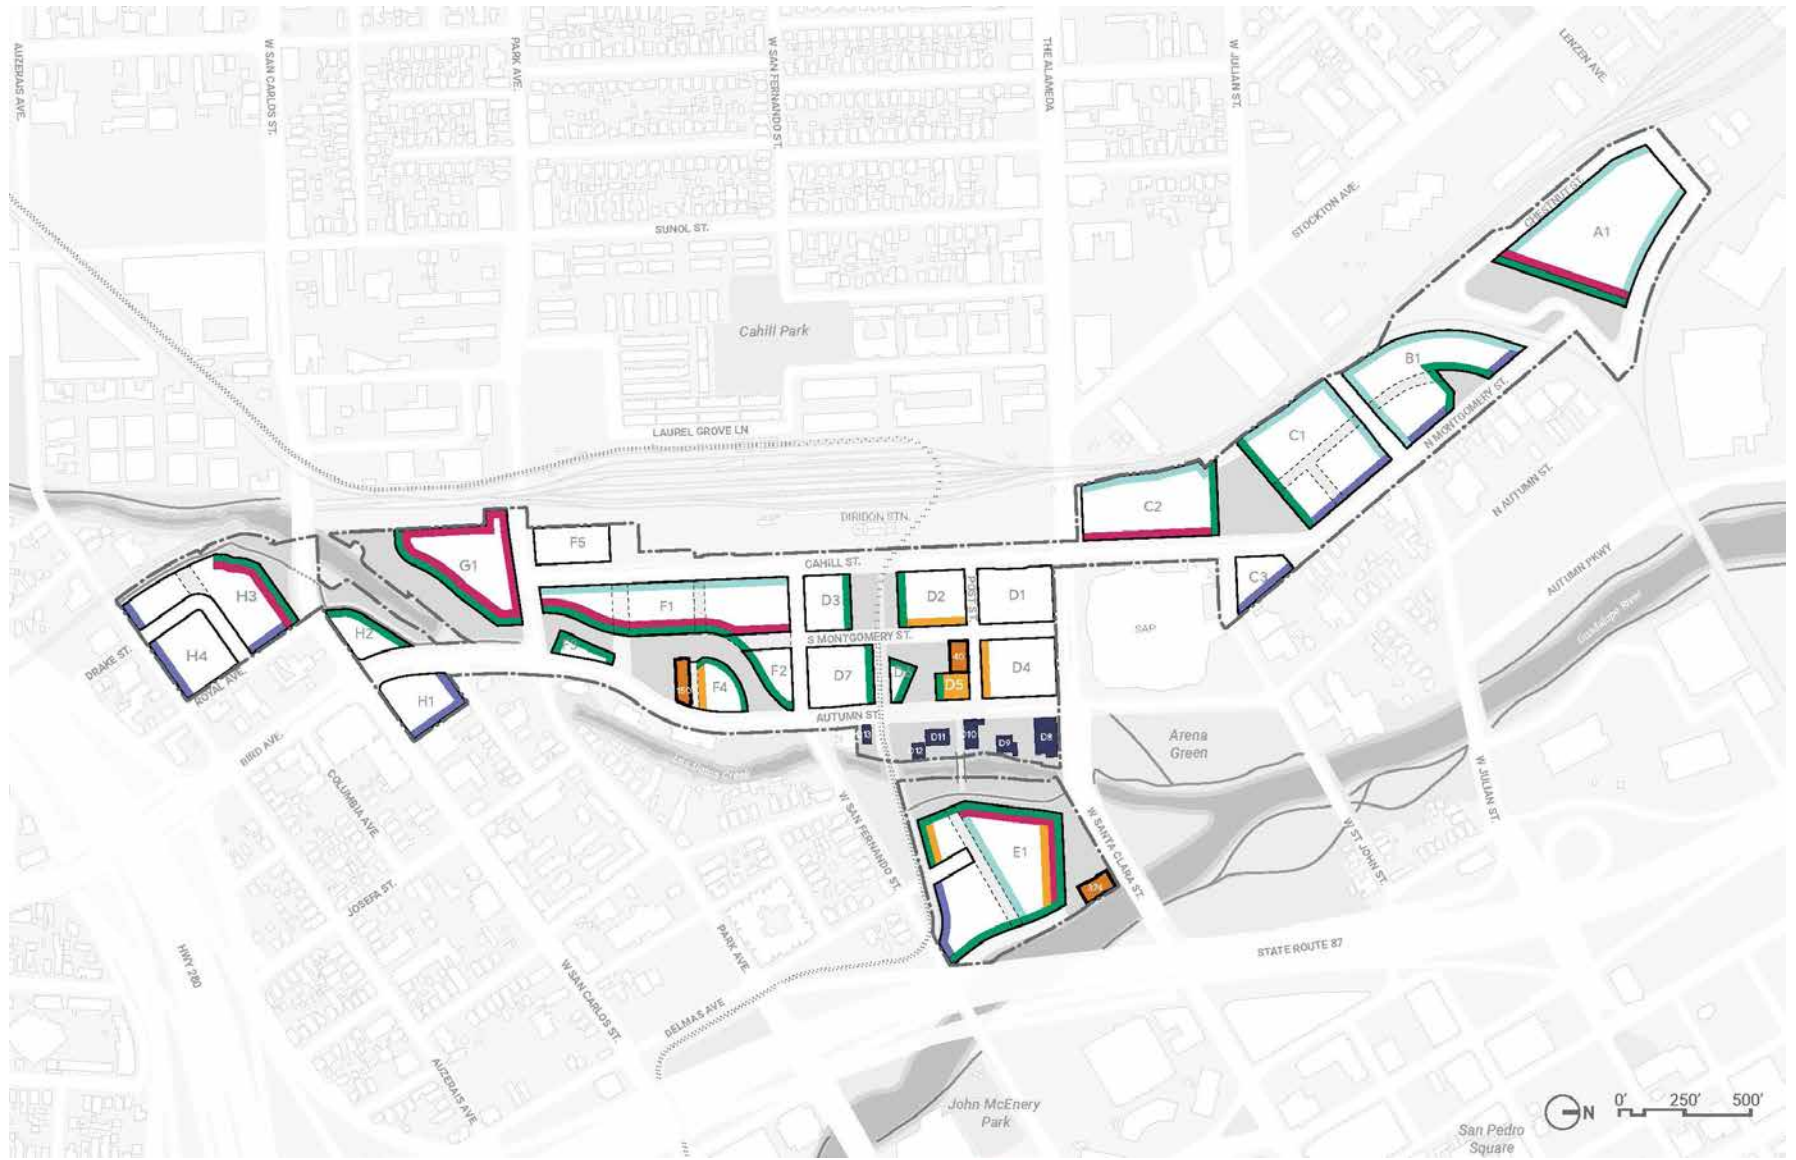 AUZERAIS AVE.
W SAN CARLOS ST.
PARK AVE.
W SAN FERNANDO ST.
THE ALAMEDA
W JULIAN ST.
LENZEN AVE.
STOCKTON AVE.
CHESTNUT ST.
A1
SUNOL ST.
Cahill Park
LAUREL GROVE LN
B1
N MONTGOMERY ST.
C1
N AUTUMN ST.
C2
DIRIDON STN.
G1
F5
CAHILL ST.
AUTUMN PKWY
Guadalupe River
C3
H3
F1
D3
D2
POST ST.
D1
SAP
S MONTGOMERY ST.
H2
H4
DRAKE ST.
ROYAL AVE.
H1
F4
F2
D7
40
D5
D4
AUTUMN ST.
BIRD AVE.
D12
D11
D10
D9
D8
Arena
Green
COLUMBIA AVE.
W SAN FERNANDO ST.
E1
W SANTA CLARA ST.
W ST JOHN ST.
W JULIAN ST.
JOSEFA ST.
PARK AVE.
HWY 280
W SAN CARLOS ST.
DELMAS AVE
STATE ROUTE 87
AUZERAIS AVE
John McEnery
Park
N
0' 250' 500'
San Pedro
Square